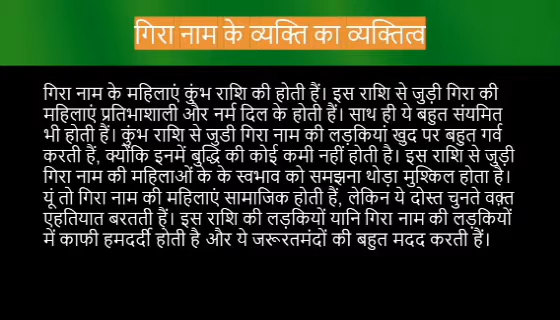 गिरा नाम के व्यक्ति का व्यक्तित्व
गिरा नाम के महिलाएं कुंभ राशि की होती हैं। इस राशि से जुड़ी गिरा की
महिलाएं प्रतिभाशाली और नर्म दिल के होती हैं। साथ ही ये बहुत संयमित
भी होती हैं। कुंभ राशि से जुडी गिरा नाम की लड़कियां खुद पर बहुत गर्व
करती हैं, क्योंकि इनमें बुद्धि की कोई कमी नहीं होती है। इस राशि से जुड़ी
गिरा नाम की महिलाओं के के स्वभाव को समझना थोड़ा मुश्किल होता है।
यूं तो गिरा नाम की महिलाएं सामाजिक होती हैं, लेकिन ये दोस्त चुनते वक़्त
एहतियात बरतती हैं। इस राशि की लड़कियों यानि गिरा नाम की लड़कियों
में काफी हमदर्दी होती है और ये जरूरतमंदों की बहुत मदद करती हैं।